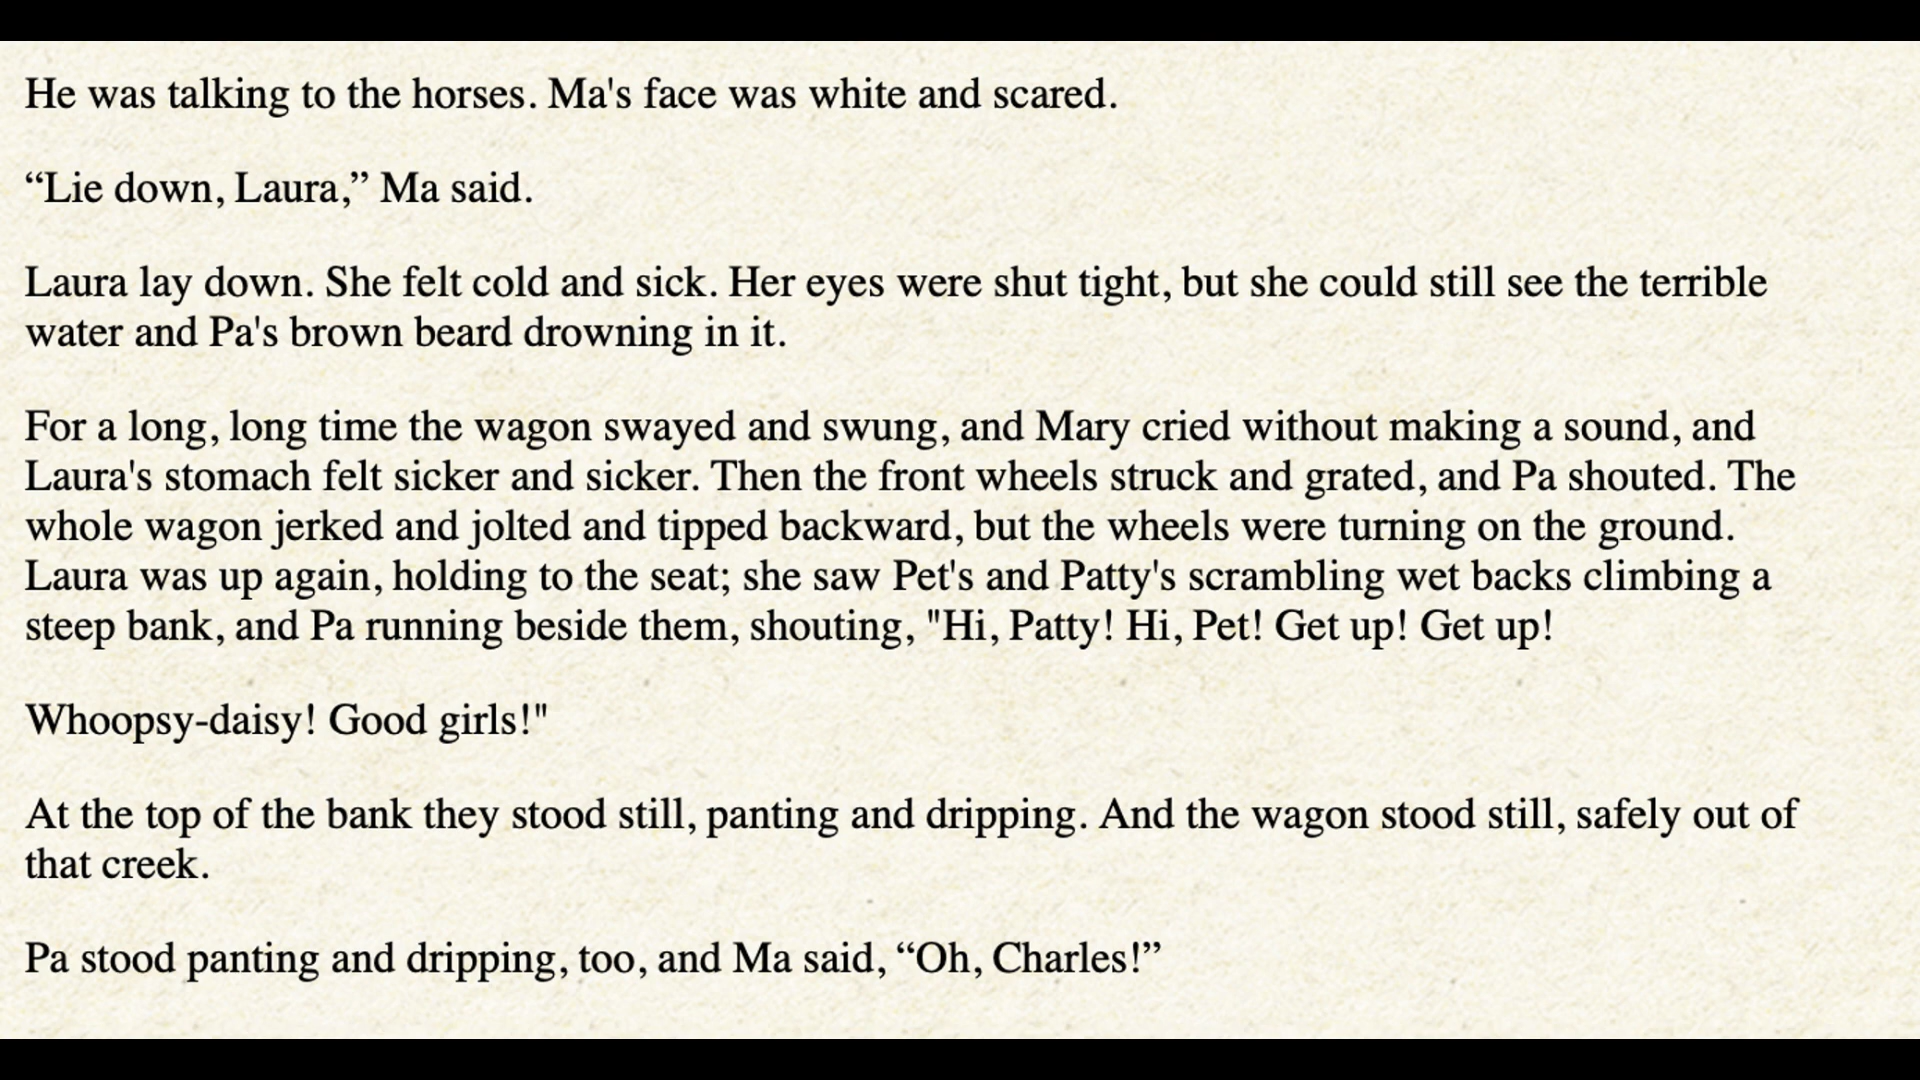 He was talking to the horses. Ma's face was white and scared.
“Lie down, Laura,” Ma said.
Laura lay down. She felt cold and sick. Her eyes were shut tight, but she could still see the terrible
water and Pa's brown beard drowning in it.
For a long, long time the wagon swayed and swung, and Mary cried without making a sound, and
Laura's stomach felt sicker and sicker. Then the front wheels struck and grated, and Pa shouted. The
whole wagon jerked and jolted and tipped backward, but the wheels were turning on the ground.
Laura was up again, holding to the seat; she saw Pet's and Patty's scrambling wet backs climbing a
steep bank, and Pa running beside them, shouting, "Hi, Patty! Hi, Pet! Get up! Get up!
Whoopsy-daisy! Good girls!"
At the top of the bank they stood still, panting and dripping. And the wagon stood still, safely out of
that creek.
Pa stood panting and dripping, too, and Ma said, “Oh, Charles!”